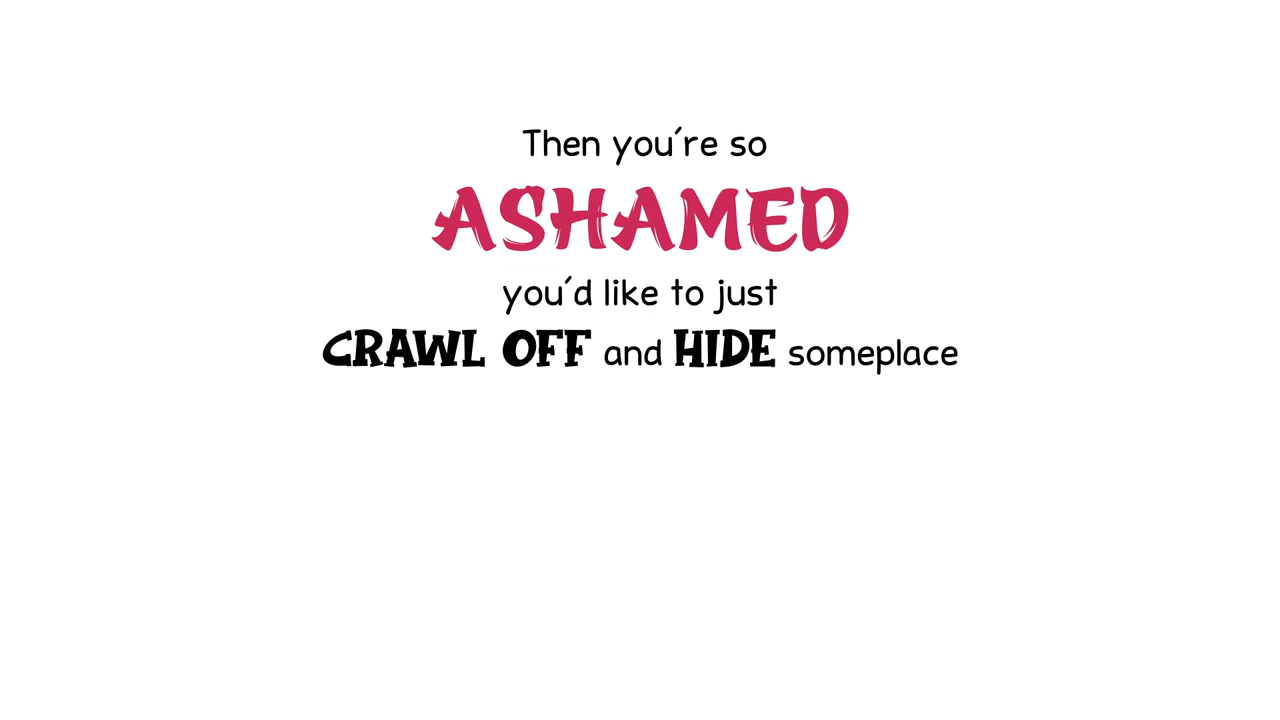 Then you're so
ASHAMED
you'd like to just
CRAWL OFF and HIDE someplace